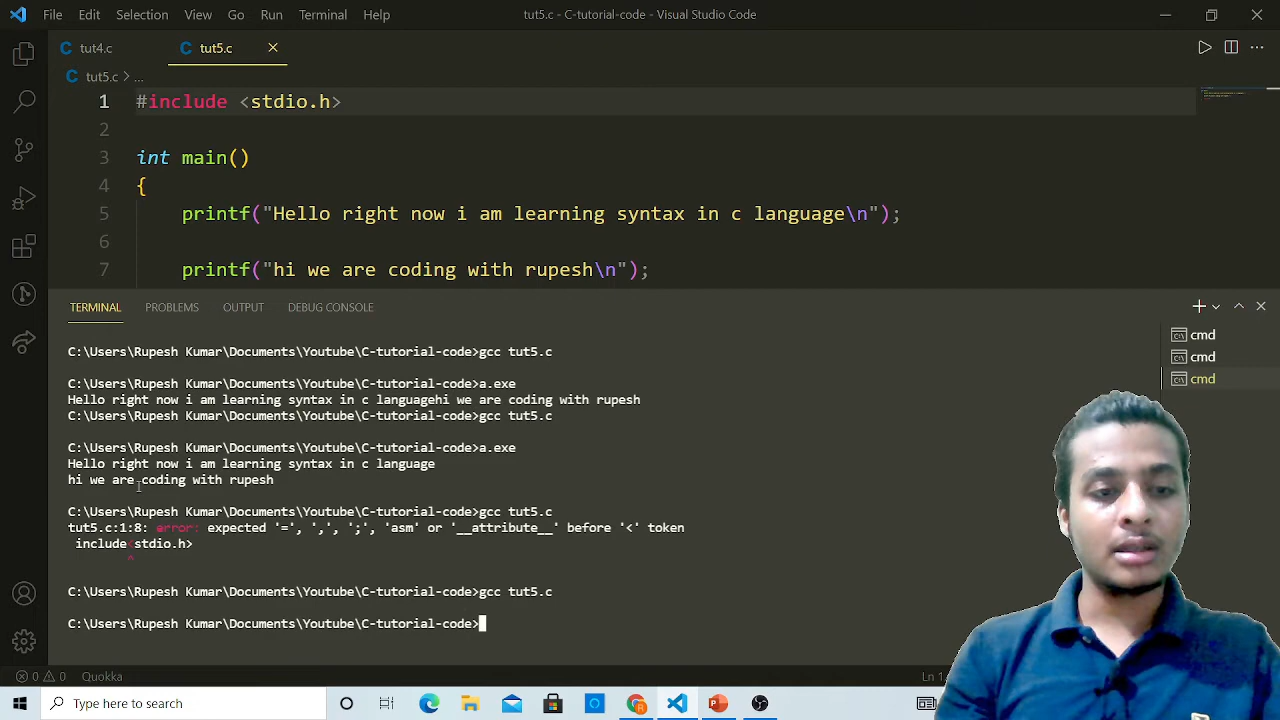 File Edit Selection View Go Run Terminal Help tut5.c - C-tutorial-code - Visual Studio Code
C tut4.c C tut5.c
C tut5.c > ...
1 #include <stdio.h>
2
3 int main()
4 {
5 printf("Hello right now i am learning syntax in c language\n");
6
7 printf("hi we are coding with rupesh\n");
TERMINAL PROBLEMS OUTPUT DEBUG CONSOLE
cmd
cmd
cmd
C:\Users\Rupesh Kumar\Documents\Youtube\C-tutorial-code>gcc tut5.c
C:\Users\Rupesh Kumar\Documents\Youtube\C-tutorial-code>a.exe
Hello right now i am learning syntax in c languagehi we are coding with rupesh
C:\Users\Rupesh Kumar\Documents\Youtube\C-tutorial-code>gcc tut5.c
C:\Users\Rupesh Kumar\Documents\Youtube\C-tutorial-code>a.exe
Hello right now i am learning syntax in c language
hi we are coding with rupesh
C:\Users\Rupesh Kumar\Documents\Youtube\C-tutorial-code>gcc tut5.c
tut5.c:1:8: error: expected '=', ',', ';', 'asm' or '__attribute__' before '<' token
include<stdio.h>
^
C:\Users\Rupesh Kumar\Documents\Youtube\C-tutorial-code>gcc tut5.c
C:\Users\Rupesh Kumar\Documents\Youtube\C-tutorial-code>
0 0 Quokka Ln 1,
Type here to search